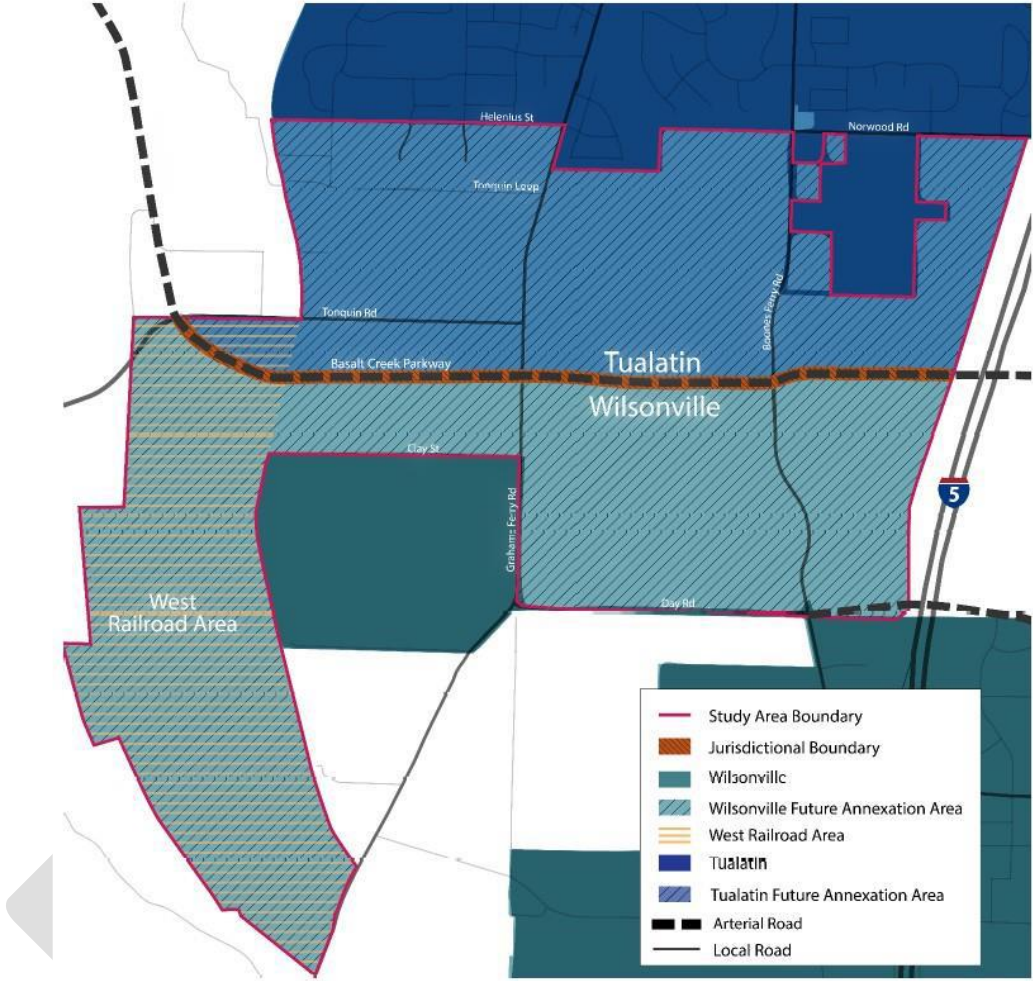 Helenius St
Norwood Rd
Tonquin Loop
Boones Ferry Rd
Tonquin Rd
Basalt Creek Parkway
Tualatin
Wilsonville
Clay St
5
Grahams Ferry Rd
West
Railroad Area
Day Rd
Study Area Boundary
Jurisdictional Boundary
Wilsonville
Wilsonville Future Annexation Area
West Railroad Area
Tualatin
Tualatin Future Annexation Area
Arterial Road
Local Road